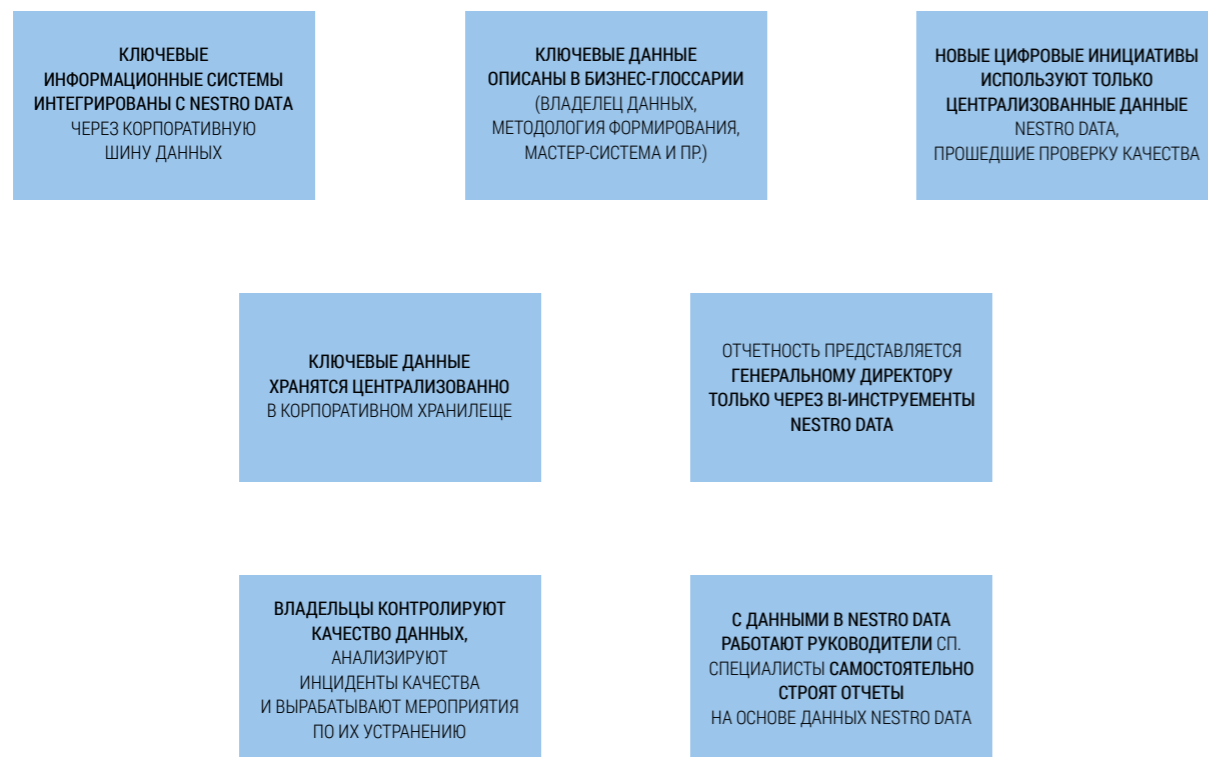 КЛЮЧЕВЫЕ
ИНФОРМАЦИОННЫЕ СИСТЕМЫ
ИНТЕГРИРОВАНЫ С NESTRO DATA
ЧЕРЕЗ КОРПОРАТИВНУЮ
ШИНУ ДАННЫХ
КЛЮЧЕВЫЕ ДАННЫЕ
ОПИСАНЫ В БИЗНЕС-ГЛОССАРИИ
(ВЛАДЕЛЕЦ ДАННЫХ,
МЕТОДОЛОГИЯ ФОРМИРОВАНИЯ,
МАСТЕР-СИСТЕМА И ПР.)
НОВЫЕ ЦИФРОВЫЕ ИНИЦИАТИВЫ
ИСПОЛЬЗУЮТ ТОЛЬКО
ЦЕНТРАЛИЗОВАННЫЕ ДАННЫЕ
NESTRO DATA,
ПРОШЕДШИЕ ПРОВЕРКУ КАЧЕСТВА
КЛЮЧЕВЫЕ ДАННЫЕ
ХРАНЯТСЯ ЦЕНТРАЛИЗОВАННО
В КОРПОРАТИВНОМ ХРАНИЛЕЩЕ
ОТЧЕТНОСТЬ ПРЕДСТАВЛЯЕТСЯ
ГЕНЕРАЛЬНОМУ ДИРЕКТОРУ
ТОЛЬКО ЧЕРЕЗ BI-ИНСТРУЕМЕНТЫ
NESTRO DATA
ВЛАДЕЛЬЦЫ КОНТРОЛИРУЮТ
КАЧЕСТВО ДАННЫХ,
АНАЛИЗИРУЮТ
ИНЦИДЕНТЫ КАЧЕСТВА
И ВЫРАБАТЫВАЮТ МЕРОПРИЯТИЯ
ПО ИХ УСТРАНЕНИЮ
С ДАННЫМИ В NESTRO DATA
РАБОТАЮТ РУКОВОДИТЕЛИ СП.
СПЕЦИАЛИСТЫ САМОСТОЯТЕЛЬНО
СТРОЯТ ОТЧЕТЫ
НА ОСНОВЕ ДАННЫХ NESTRO DATA